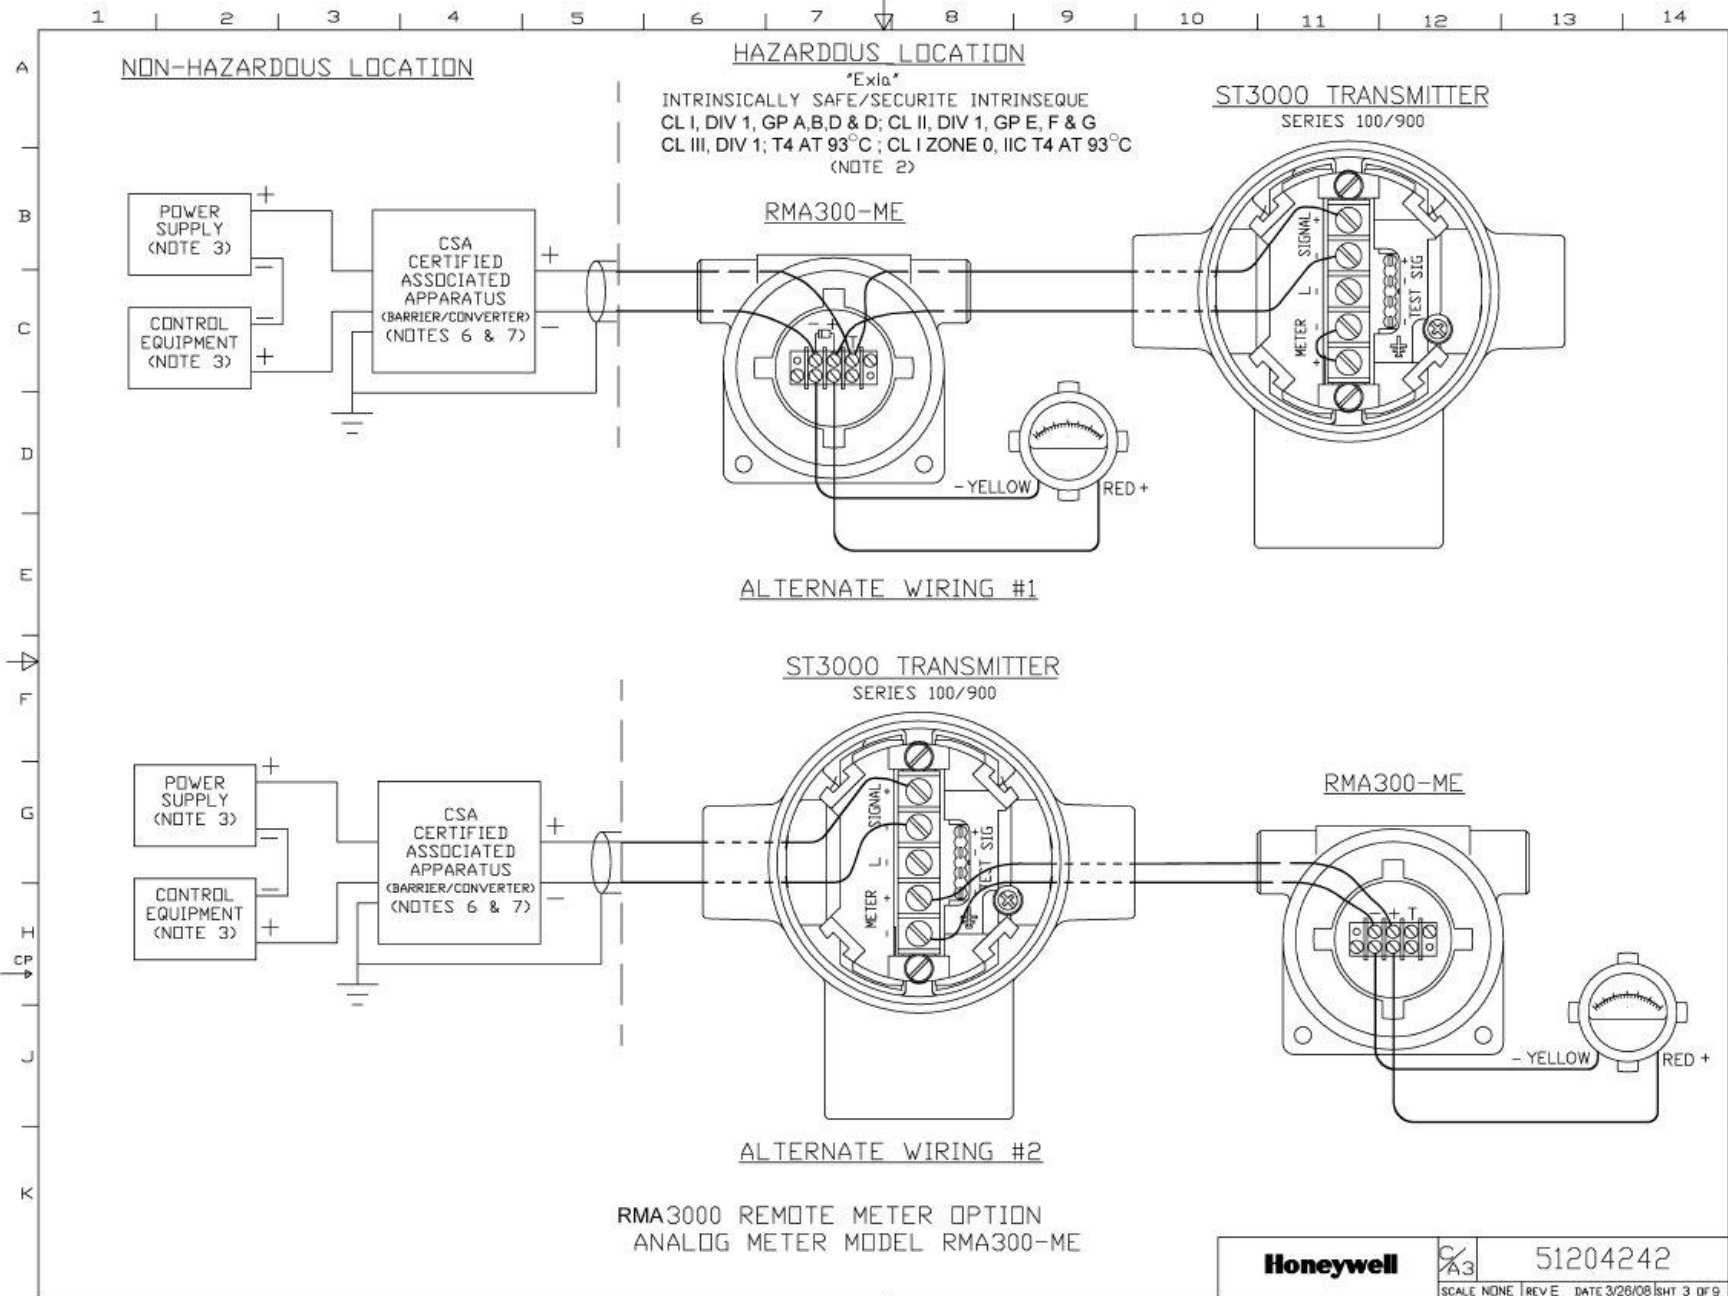 1 2 3 4 5 6 7 8 9 10 11 12 13 14
A
B
C
D
E
F
G
H
CP
J
K
NON-HAZARDOUS LOCATION
HAZARDOUS LOCATION
"Exia"
INTRINSICALLY SAFE/SECURITE INTRINSEQUE
CL I, DIV 1, GP A,B,D & D; CL II, DIV 1, GP E, F & G
CL III, DIV 1; T4 AT 93°C ; CL I ZONE 0, IIC T4 AT 93°C
(NOTE 2)
ST3000 TRANSMITTER
SERIES 100/900
RMA300-ME
POWER
SUPPLY
(NOTE 3)
+
-
CONTROL
EQUIPMENT
(NOTE 3)
-
+
CSA
CERTIFIED
ASSOCIATED
APPARATUS
(BARRIER/CONVERTER)
(NOTES 6 & 7)
+
-
- + T
- YELLOW
RED +
+
SIGNAL
-
L
-
METER
-
+
+
-
TEST SIG
-
ALTERNATE WIRING #1
ST3000 TRANSMITTER
SERIES 100/900
RMA300-ME
POWER
SUPPLY
(NOTE 3)
+
-
CONTROL
EQUIPMENT
(NOTE 3)
-
+
CSA
CERTIFIED
ASSOCIATED
APPARATUS
(BARRIER/CONVERTER)
(NOTES 6 & 7)
+
-
+
SIGNAL
-
L
-
METER
+
-
+
-
TEST SIG
- + T
- YELLOW
RED +
ALTERNATE WIRING #2
RMA3000 REMOTE METER OPTION
ANALOG METER MODEL RMA300-ME
Honeywell
C/A3
51204242
SCALE NONE REV E DATE 3/26/08 SHT 3 OF 9